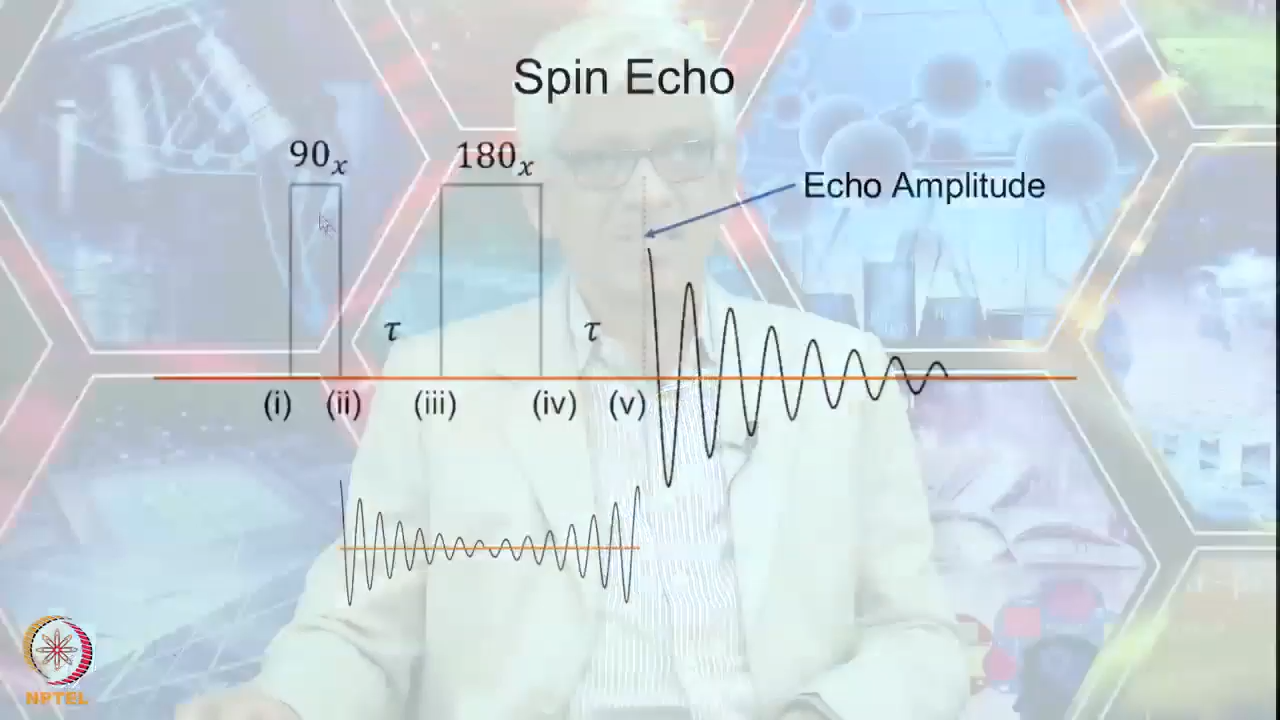 Spin Echo
90x
180x
Echo Amplitude
τ
τ
(i)
(ii)
(iii)
(iv)
(v)
NPTEL